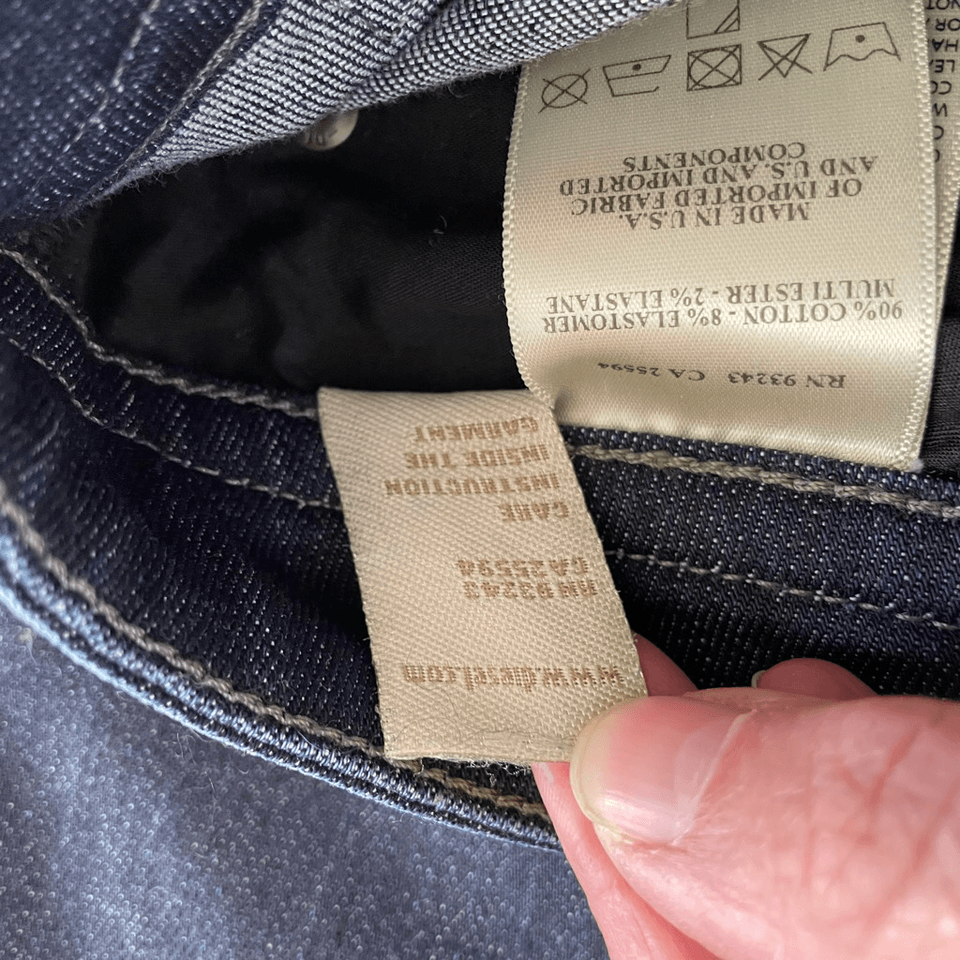 www.diesel.com
RN 93243
CA25594
CARE
INSTRUCTION
INSIDE THE
GARMENT
RN 93243 CA 25594
90% COTTON - 8% ELASTOMER
MULTI ESTER - 2% ELASTANE
MADE IN U.S.A.
OF IMPORTED FABRIC
AND U.S. AND IMPORTED
COMPONENTS